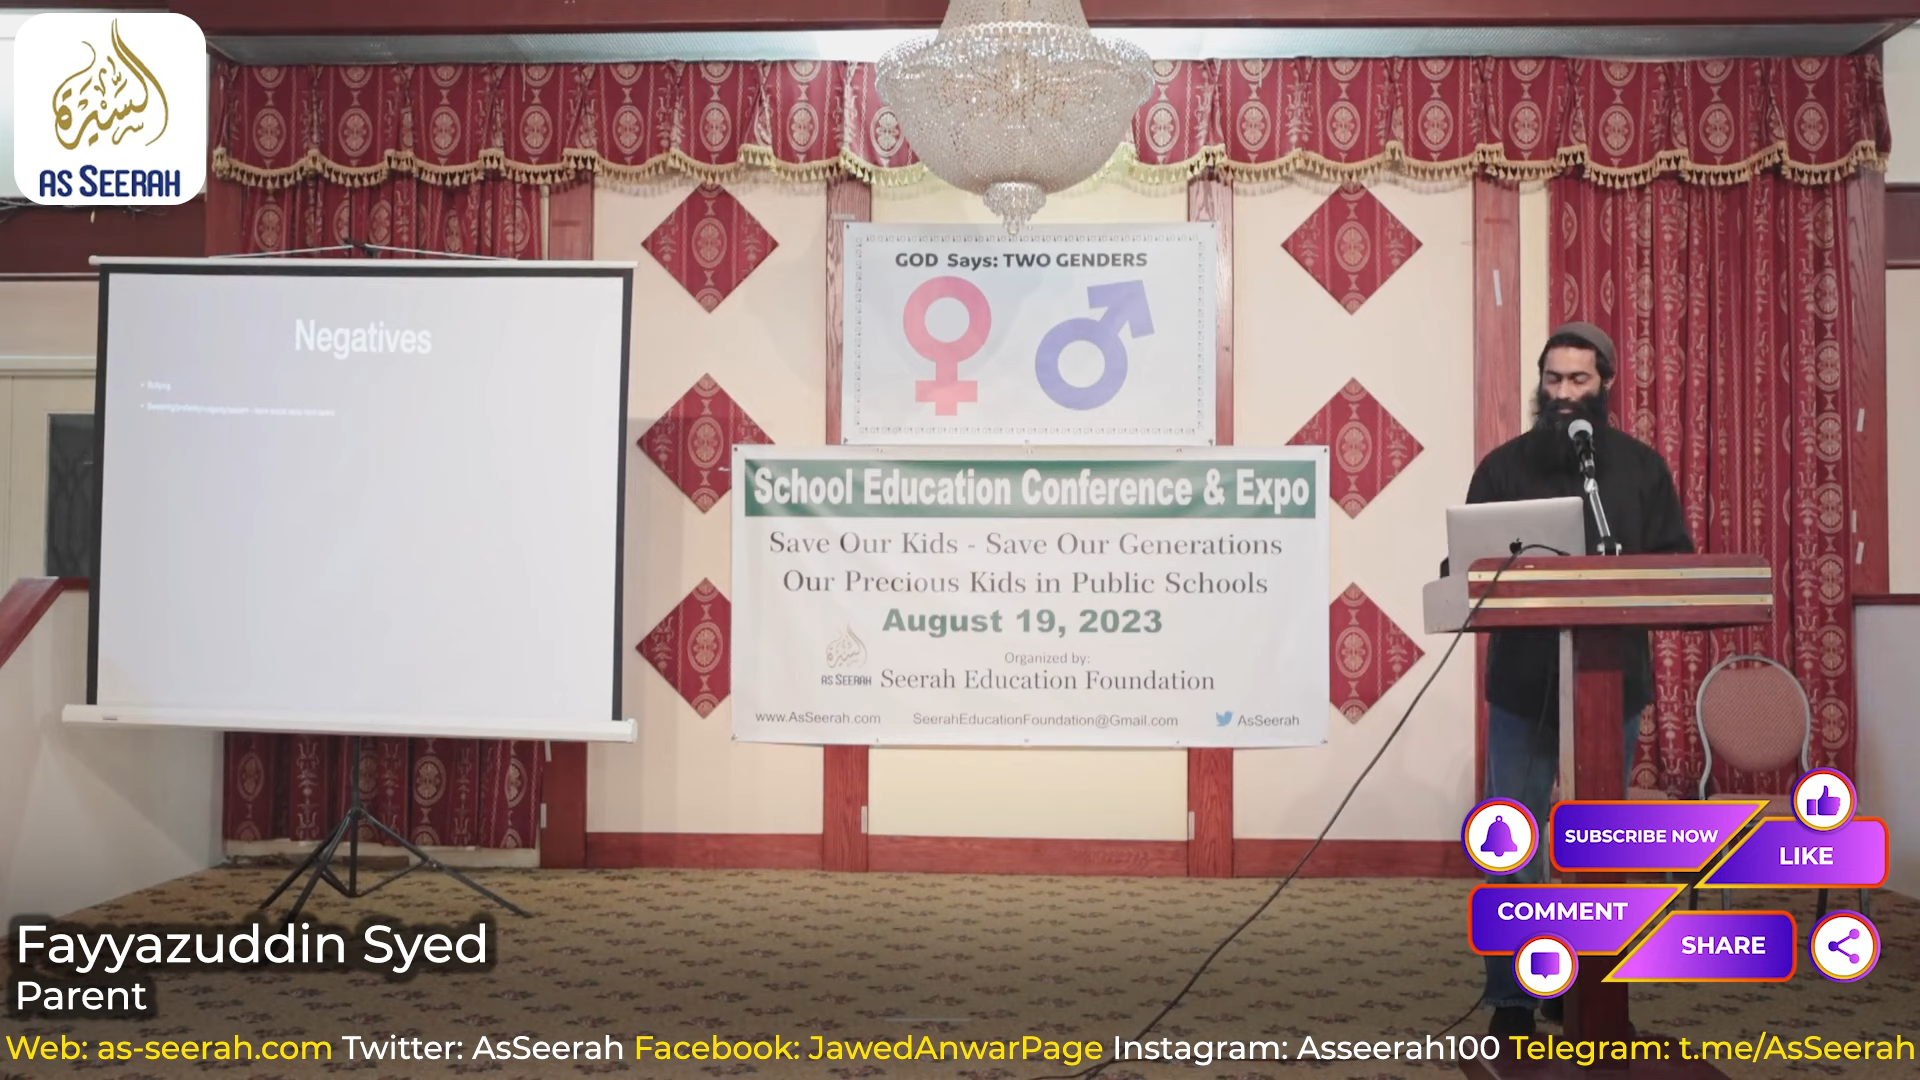 السيرة
AS SEERAH
GOD Says: TWO GENDERS
Negatives
School Education Conference & Expo
Save Our Kids - Save Our Generations
Our Precious Kids in Public Schools
August 19, 2023
Organized by:
السيرة
AS SEERAH Seerah Education Foundation
www.AsSeerah.com SeerahEducationFoundation@Gmail.com AsSeerah
SUBSCRIBE NOW
LIKE
COMMENT
SHARE
Fayyazuddin Syed
Parent
Web: as-seerah.com Twitter: AsSeerah Facebook: JawedAnwarPage Instagram: Asseerah100 Telegram: t.me/AsSeerah